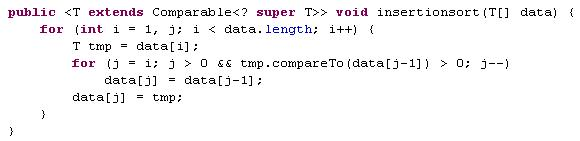 public <T extends Comparable<? super T>> void insertionsort(T[] data) {
    for (int i = 1, j; i < data.length; i++) {
        T tmp = data[i];
        for (j = i; j > 0 && tmp.compareTo(data[j-1]) > 0; j--)
            data[j] = data[j-1];
        data[j] = tmp;
    }
}